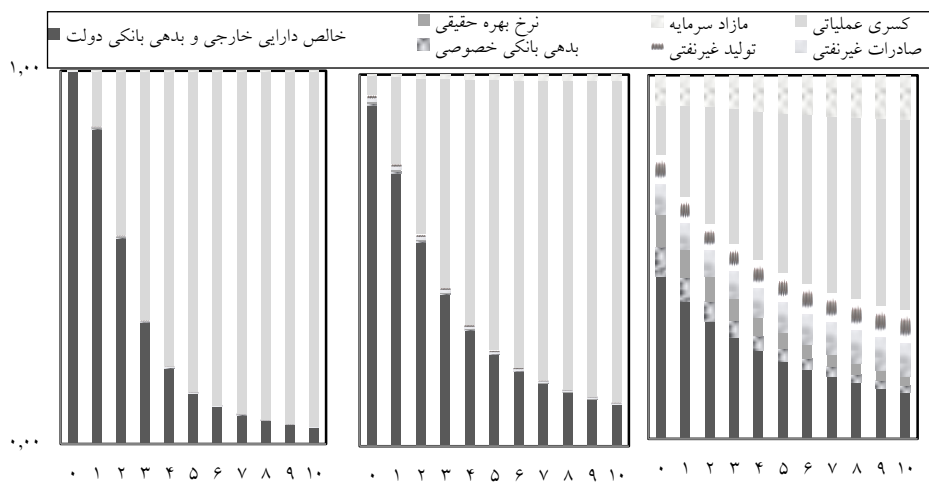 کسری عملیاتی
مازاد سرمایه
نرخ بهره حقیقی
خالص دارایی خارجی و بدهی بانکی دولت
صادرات غیرنفتی
تولید غیرنفتی
بدهی بانکی خصوصی
۱,۰۰
۰,۰۰
۰ ۱ ۲ ۳ ۴ ۵ ۶ ۷ ۸ ۹ ۱۰
۰ ۱ ۲ ۳ ۴ ۵ ۶ ۷ ۸ ۹ ۱۰
۰ ۱ ۲ ۳ ۴ ۵ ۶ ۷ ۸ ۹ ۱۰